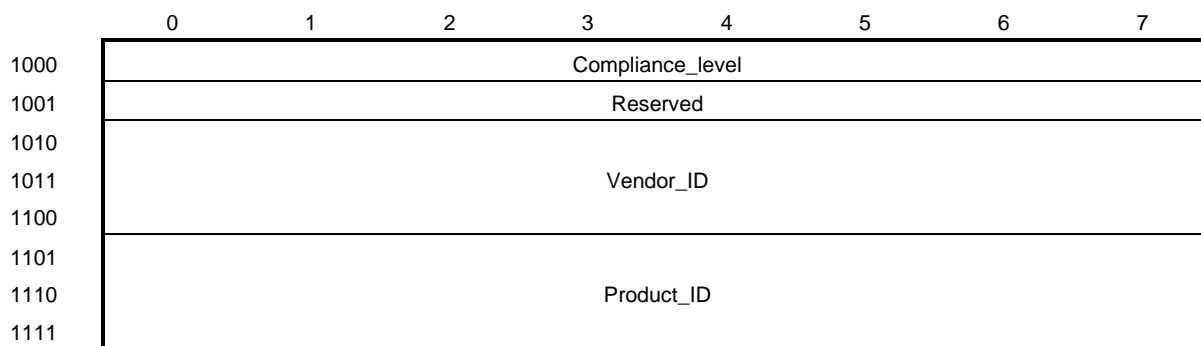 0 1 2 3 4 5 6 7
1000 Compliance_level
1001 Reserved
1010
1011 Vendor_ID
1100
1101
1110 Product_ID
1111